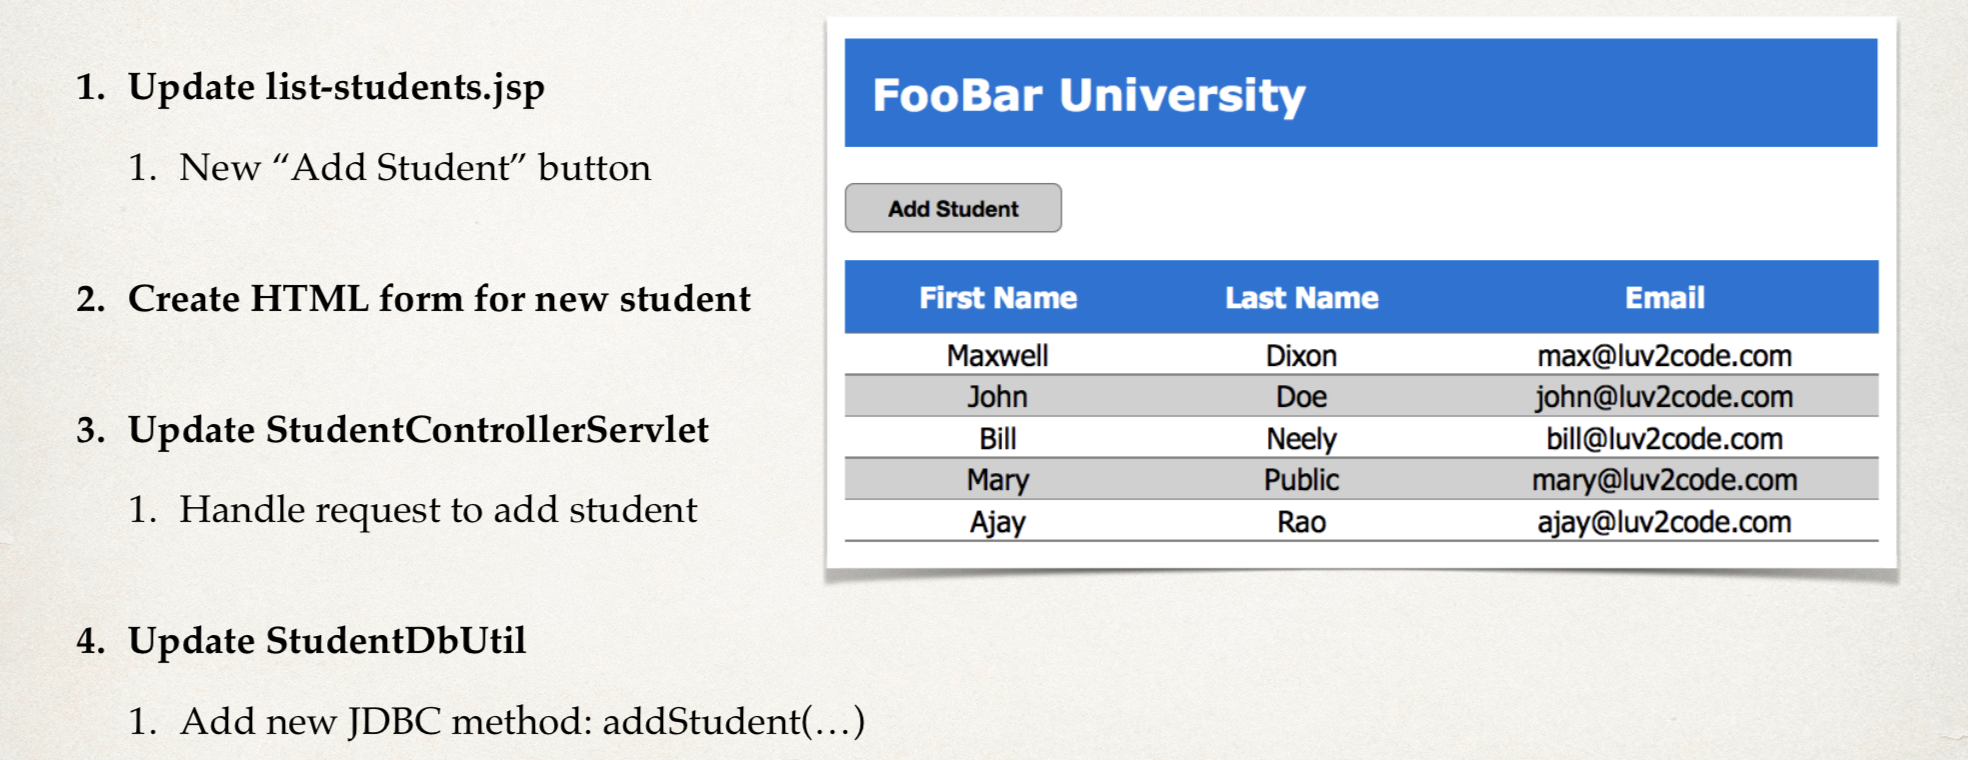 1. Update list-students.jsp
1. New “Add Student” button
2. Create HTML form for new student
3. Update StudentControllerServlet
1. Handle request to add student
4. Update StudentDbUtil
1. Add new JDBC method: addStudent(…)
FooBar University
Add Student
First Name Last Name Email
Maxwell Dixon max@luv2code.com
John Doe john@luv2code.com
Bill Neely bill@luv2code.com
Mary Public mary@luv2code.com
Ajay Rao ajay@luv2code.com